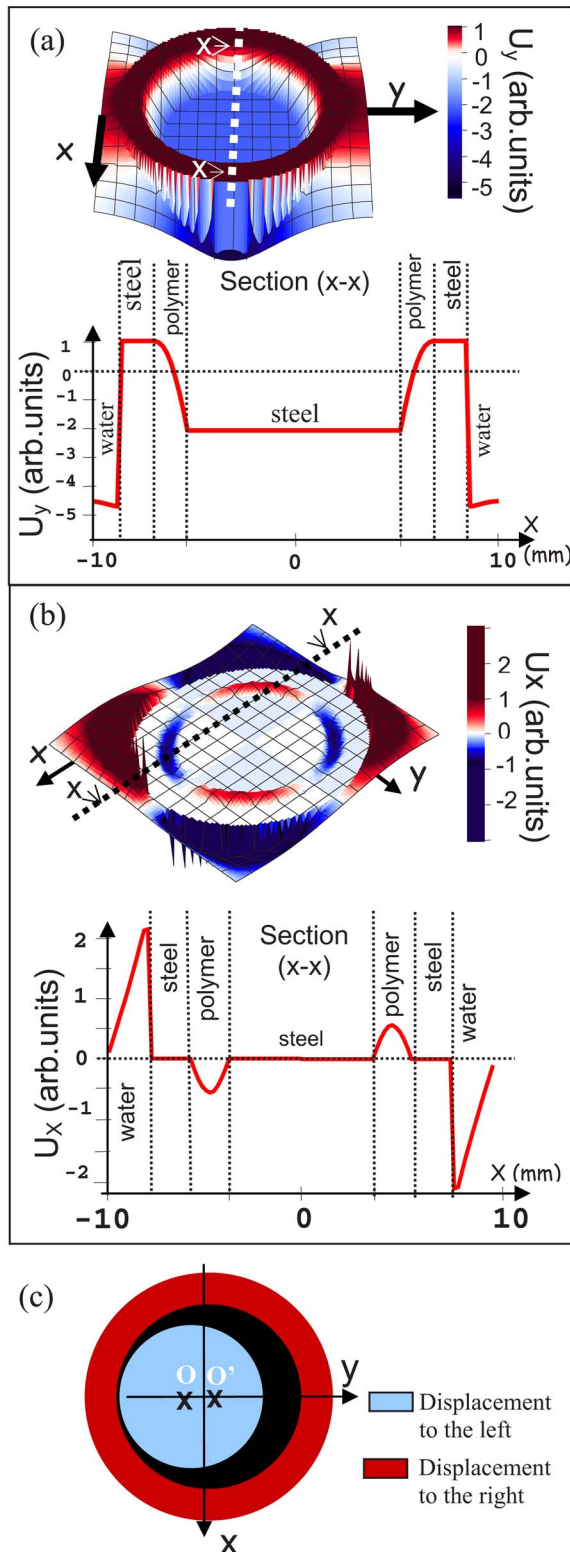 (a)
1
0
-1
-2
-3
-4
-5
U_y (arb.units)
x
x
y
x
Section (x-x)
steel
polymer
polymer
steel
1
0
-1
-2
-3
-4
-5
U_y (arb.units)
water
steel
water
-10
0
10
x
(mm)
(b)
x
x
x
y
2
1
0
-1
-2
Ux (arb.units)
Section
(x-x)
steel
polymer
steel
polymer
steel
water
water
2
1
0
-1
-2
U_X (arb.units)
X (mm)
-10
0
10
(c)
O O'
x x
y
x
Displacement
to the left
Displacement
to the right